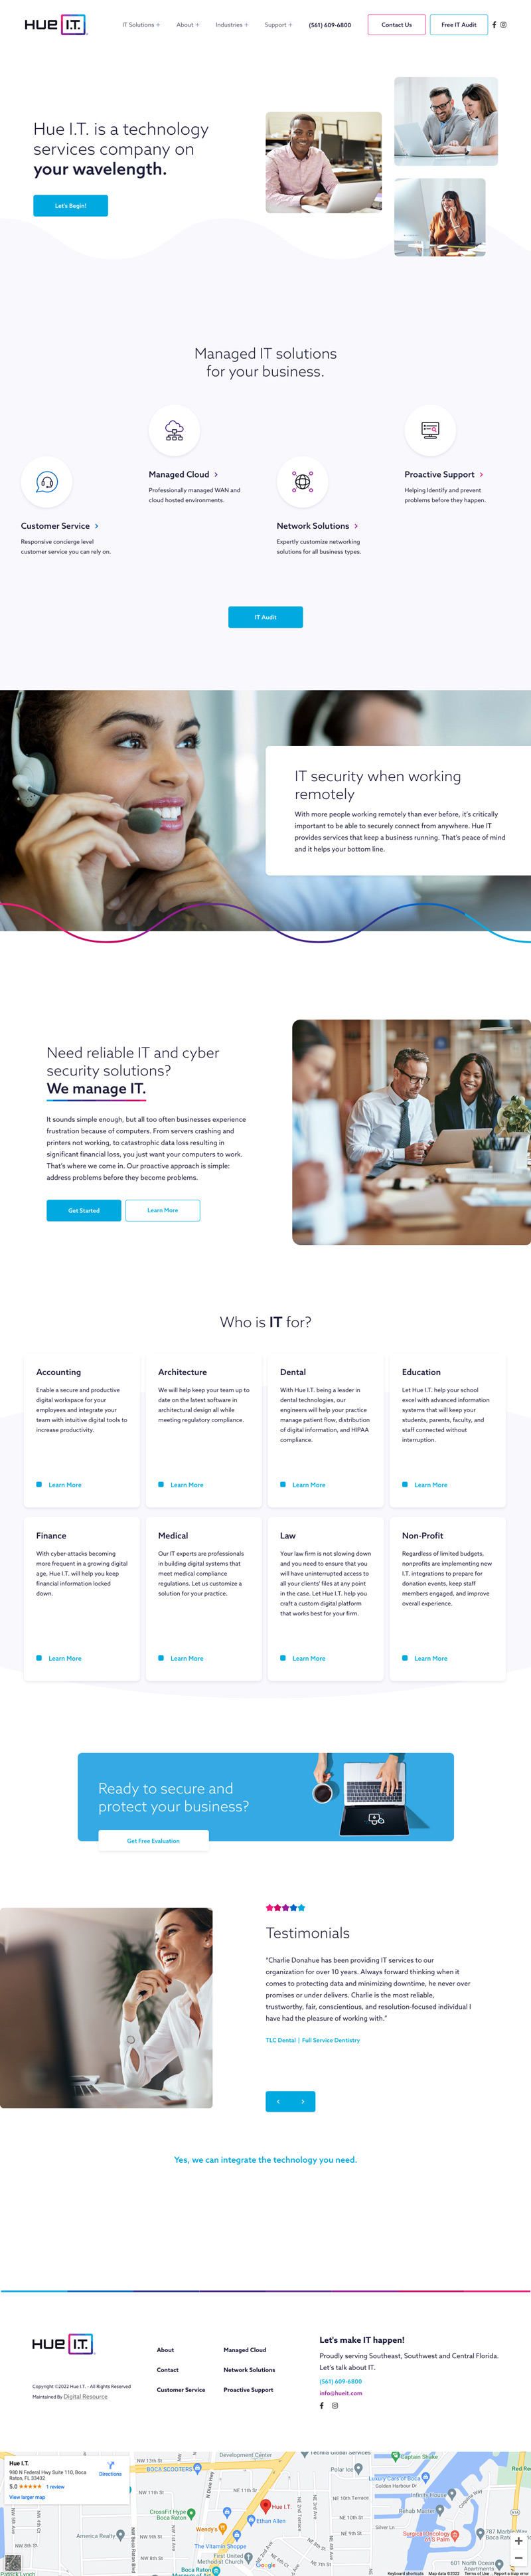 HUE I.T.
IT Solutions +
About +
Industries +
Support +
(561) 609-6800
Contact Us
Free IT Audit
Hue I.T. is a technology
services company on
your wavelength.
Let's Begin!
Managed IT solutions
for your business.
Customer Service
Responsive concierge level
customer service you can rely on.
Managed Cloud
Professionally managed WAN and
cloud hosted environments.
Network Solutions
Expertly customize networking
solutions for all business types.
Proactive Support
Helping Identify and prevent
problems before they happen.
IT Audit
IT security when working
remotely
With more people working remotely than ever before, it's critically
important to be able to securely connect from anywhere. Hue IT
provides services that keep a business running. That's peace of mind
and it helps your bottom line.
Need reliable IT and cyber
security solutions?
We manage IT.
It sounds simple enough, but all too often businesses experience
frustration because of computers. From servers crashing and
printers not working, to catastrophic data loss resulting in
significant financial loss, you just want your computers to work.
That's where we come in. Our proactive approach is simple:
address problems before they become problems.
Get Started
Learn More
Who is IT for?
Accounting
Enable a secure and productive
digital workspace for your
employees and integrate your
team with intuitive digital tools to
increase productivity.
Learn More
Architecture
We will help keep your team up to
date on the latest software in
architectural design all while
meeting regulatory compliance.
Learn More
Dental
With Hue I.T. being a leader in
dental technologies, our
engineers will help your practice
manage patient flow, distribution
of digital information, and HIPAA
compliance.
Learn More
Education
Let Hue I.T. help your school
excel with advanced information
systems that will keep your
students, parents, faculty, and
staff connected without
interruption.
Learn More
Finance
With cyber-attacks becoming
more frequent in a growing digital
age, Hue I.T. will help you keep
financial information locked
down.
Learn More
Medical
Our IT experts are professionals
in building digital systems that
meet medical compliance
regulations. Let us customize a
solution for your practice.
Learn More
Law
Your law firm is not slowing down
and you need to ensure that you
will have uninterrupted access to
all your clients' files at any point
in the case. Let Hue I.T. help you
craft a custom digital platform
that works best for your firm.
Learn More
Non-Profit
Regardless of limited budgets,
nonprofits are implementing new
I.T. integrations to prepare for
donation events, keep staff
members engaged, and improve
overall experience.
Learn More
Ready to secure and
protect your business?
Get Free Evaluation
Testimonials
"Charlie Donahue has been providing IT services to our
organization for over 10 years. Always forward thinking when it
comes to protecting data and minimizing downtime, he never over
promises or under delivers. Charlie is the most reliable,
trustworthy, fair, conscientious, and resolution-focused individual I
have had the pleasure of working with."
TLC Dental | Full Service Dentistry
Yes, we can integrate the technology you need.
HUE I.T.
Copyright ©2022 Hue I.T. - All Rights Reserved
Maintained By Digital Resource
About
Contact
Customer Service
Managed Cloud
Network Solutions
Proactive Support
Let's make IT happen!
Proudly serving Southeast, Southwest and Central Florida.
Let's talk about IT.
(561) 609-6800
info@hueit.com
Hue I.T.
980 N Federal Hwy Suite 110, Boca
Raton, FL 33432
5.0
1 review
View larger map
Directions
Development Center
BOCA SCOOTERS
NW 13th St
NW 11th St
N Dixie Hwy
CrossFit Hype
Boca Raton
America Realty
Wendy's
The Vitamin Shoppe
First United
Methodist Church
NE 11th St
Hue I.T.
Ethan Allen
Google
Polar Ice
Captain Shake
Luxury Cars of Boca
Infinity House
Rehab Master
Surgical Oncology
Silver Ln
NE 10th Terrace
NE 10th St
NE 9th St
Golden Harbour Dr
601 North Ocean
Keyboard shortcuts
Map data ©2022
Terms of Use
Report a map error